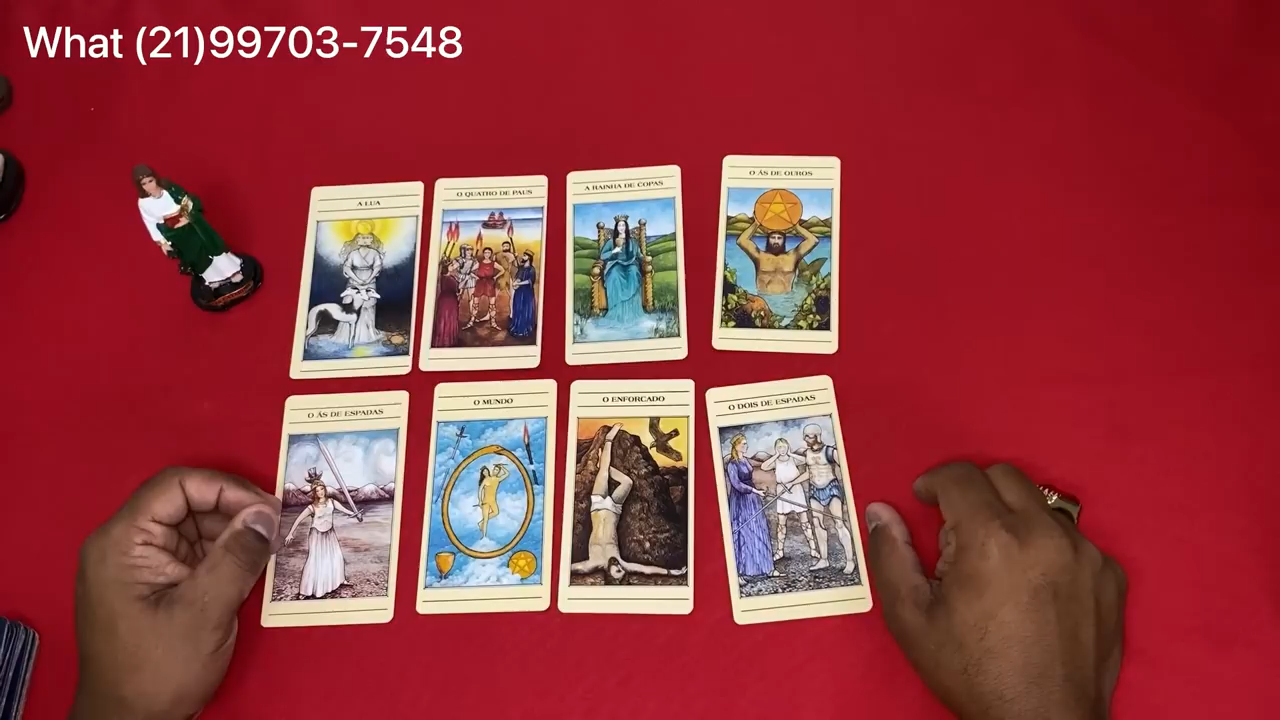 What (21)99703-7548
A LUA
O QUATRO DE PAUS
A RAINHA DE COPAS
O ÁS DE OUROS
O ÁS DE ESPADAS
O MUNDO
O ENFORCADO
O DOIS DE ESPADAS